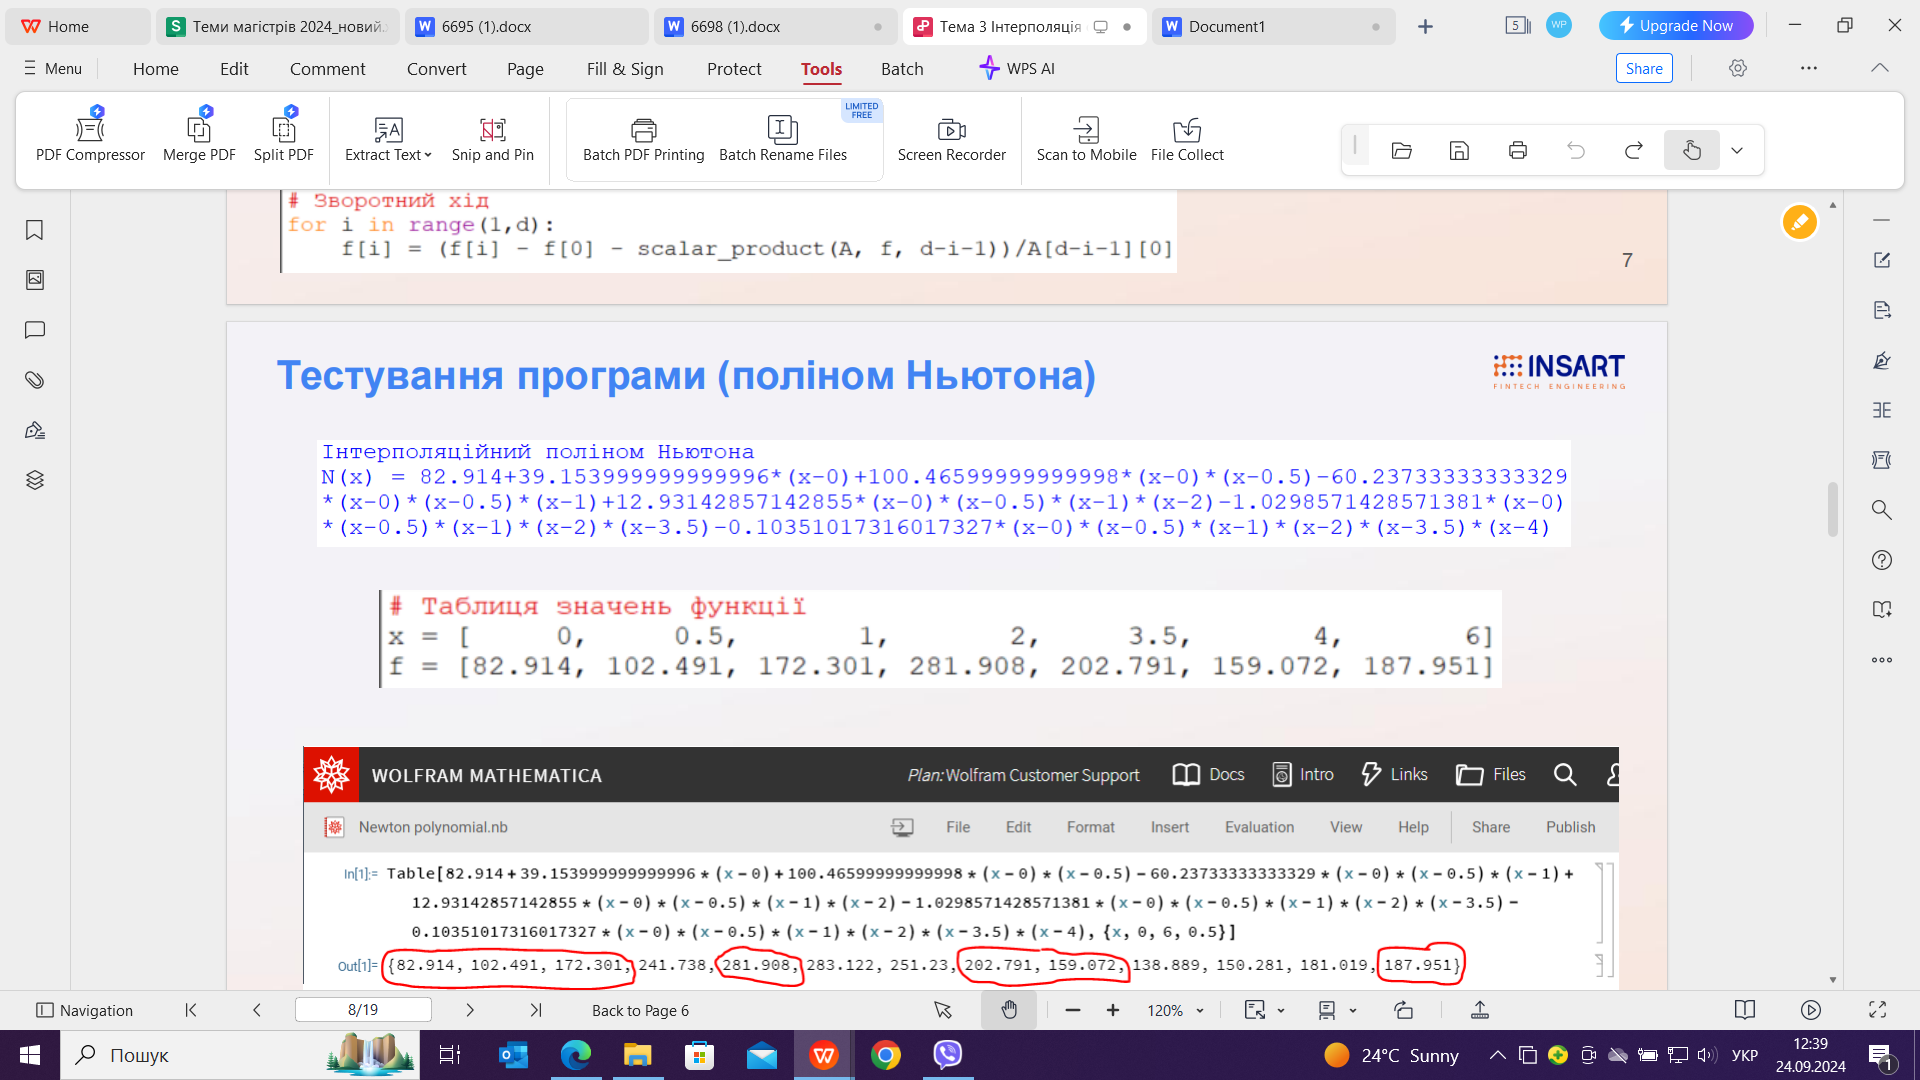 Home
Теми магістрів 2024_новий.
6695 (1).docx
6698 (1).docx
Тема 3 Інтерполяція
Document1
5
WP
Upgrade Now
Menu
Home
Edit
Comment
Convert
Page
Fill & Sign
Protect
Tools
Batch
WPS AI
Share
PDF Compressor
Merge PDF
Split PDF
Extract Text
Snip and Pin
Batch PDF Printing
Batch Rename Files
LIMITED
FREE
Screen Recorder
Scan to Mobile
File Collect
# Зворотний хід
for i in range(1,d):
f[i] = (f[i] - f[0] - scalar_product(A, f, d-i-1))/A[d-i-1][0]
7
Тестування програми (поліном Ньютона)
INSART
FINTECH ENGINEERING
Інтерполяційний поліном Ньютона
N(x) = 82.914+39.153999999999996*(x-0)+100.46599999999998*(x-0)*(x-0.5)-60.23733333333329
*(x-0)*(x-0.5)*(x-1)+12.93142857142855*(x-0)*(x-0.5)*(x-1)*(x-2)-1.0298571428571381*(x-0)
*(x-0.5)*(x-1)*(x-2)*(x-3.5)-0.10351017316017327*(x-0)*(x-0.5)*(x-1)*(x-2)*(x-3.5)*(x-4)
# Таблиця значень функції
x = [ 0, 0.5, 1, 2, 3.5, 4, 6]
f = [82.914, 102.491, 172.301, 281.908, 202.791, 159.072, 187.951]
WOLFRAM MATHEMATICA
Plan: Wolfram Customer Support
Docs
Intro
Links
Files
Newton polynomial.nb
File
Edit
Format
Insert
Evaluation
View
Help
Share
Publish
In[1]:= Table[82.914+39.153999999999996*(x-0)+100.46599999999998*(x-0)*(x-0.5)-60.23733333333329*(x-0)*(x-0.5)*(x-1)+
12.93142857142855*(x-0)*(x-0.5)*(x-1)*(x-2)-1.0298571428571381*(x-0)*(x-0.5)*(x-1)*(x-2)*(x-3.5)-
0.10351017316017327*(x-0)*(x-0.5)*(x-1)*(x-2)*(x-3.5)*(x-4), {x, 0, 6, 0.5}]
Out[1]= {82.914, 102.491, 172.301, 241.738, 281.908, 283.122, 251.23, 202.791, 159.072, 138.889, 150.281, 181.019, 187.951}
Navigation
8/19
Back to Page 6
120%
Пошук
24°C Sunny
УКР
12:39
24.09.2024
1